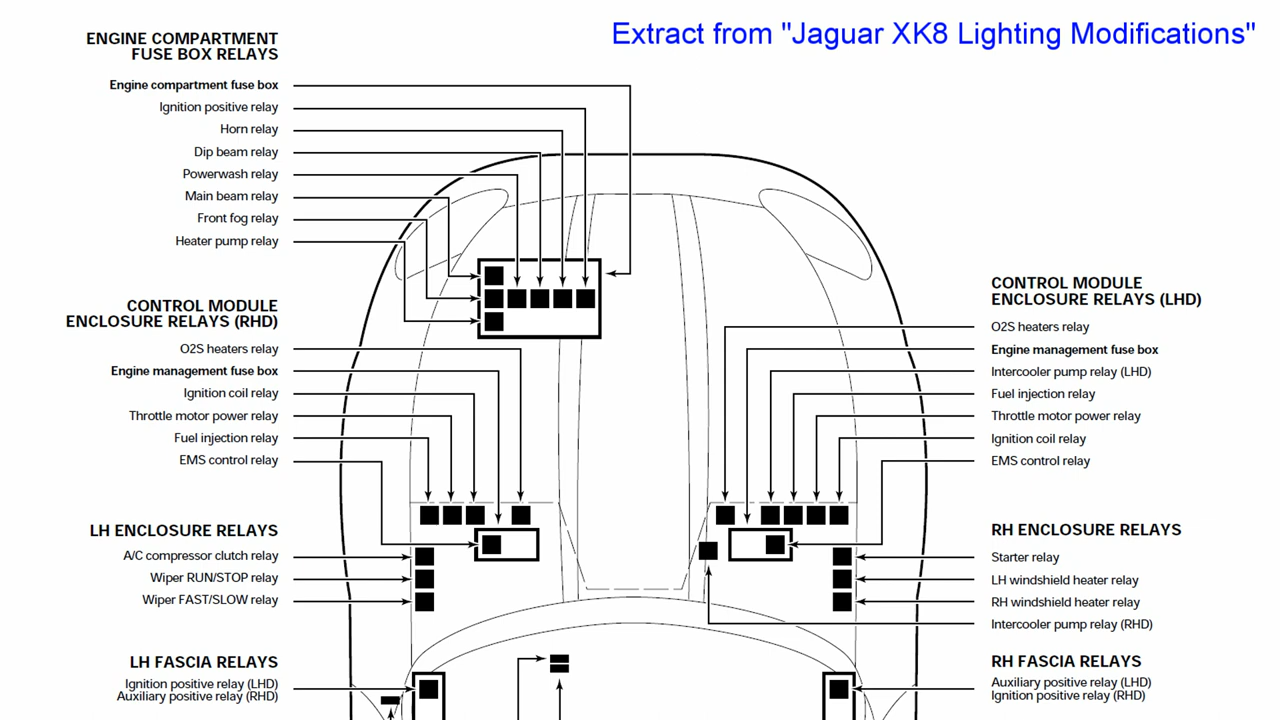 Extract from "Jaguar XK8 Lighting Modifications"
ENGINE COMPARTMENT
FUSE BOX RELAYS
Engine compartment fuse box
Ignition positive relay
Horn relay
Dip beam relay
Powerwash relay
Main beam relay
Front fog relay
Heater pump relay
CONTROL MODULE
ENCLOSURE RELAYS (RHD)
O2S heaters relay
Engine management fuse box
Ignition coil relay
Throttle motor power relay
Fuel injection relay
EMS control relay
LH ENCLOSURE RELAYS
A/C compressor clutch relay
Wiper RUN/STOP relay
Wiper FAST/SLOW relay
LH FASCIA RELAYS
Ignition positive relay (LHD)
Auxiliary positive relay (RHD)
CONTROL MODULE
ENCLOSURE RELAYS (LHD)
O2S heaters relay
Engine management fuse box
Intercooler pump relay (LHD)
Fuel injection relay
Throttle motor power relay
Ignition coil relay
EMS control relay
RH ENCLOSURE RELAYS
Starter relay
LH windshield heater relay
RH windshield heater relay
Intercooler pump relay (RHD)
RH FASCIA RELAYS
Auxiliary positive relay (LHD)
Ignition positive relay (RHD)